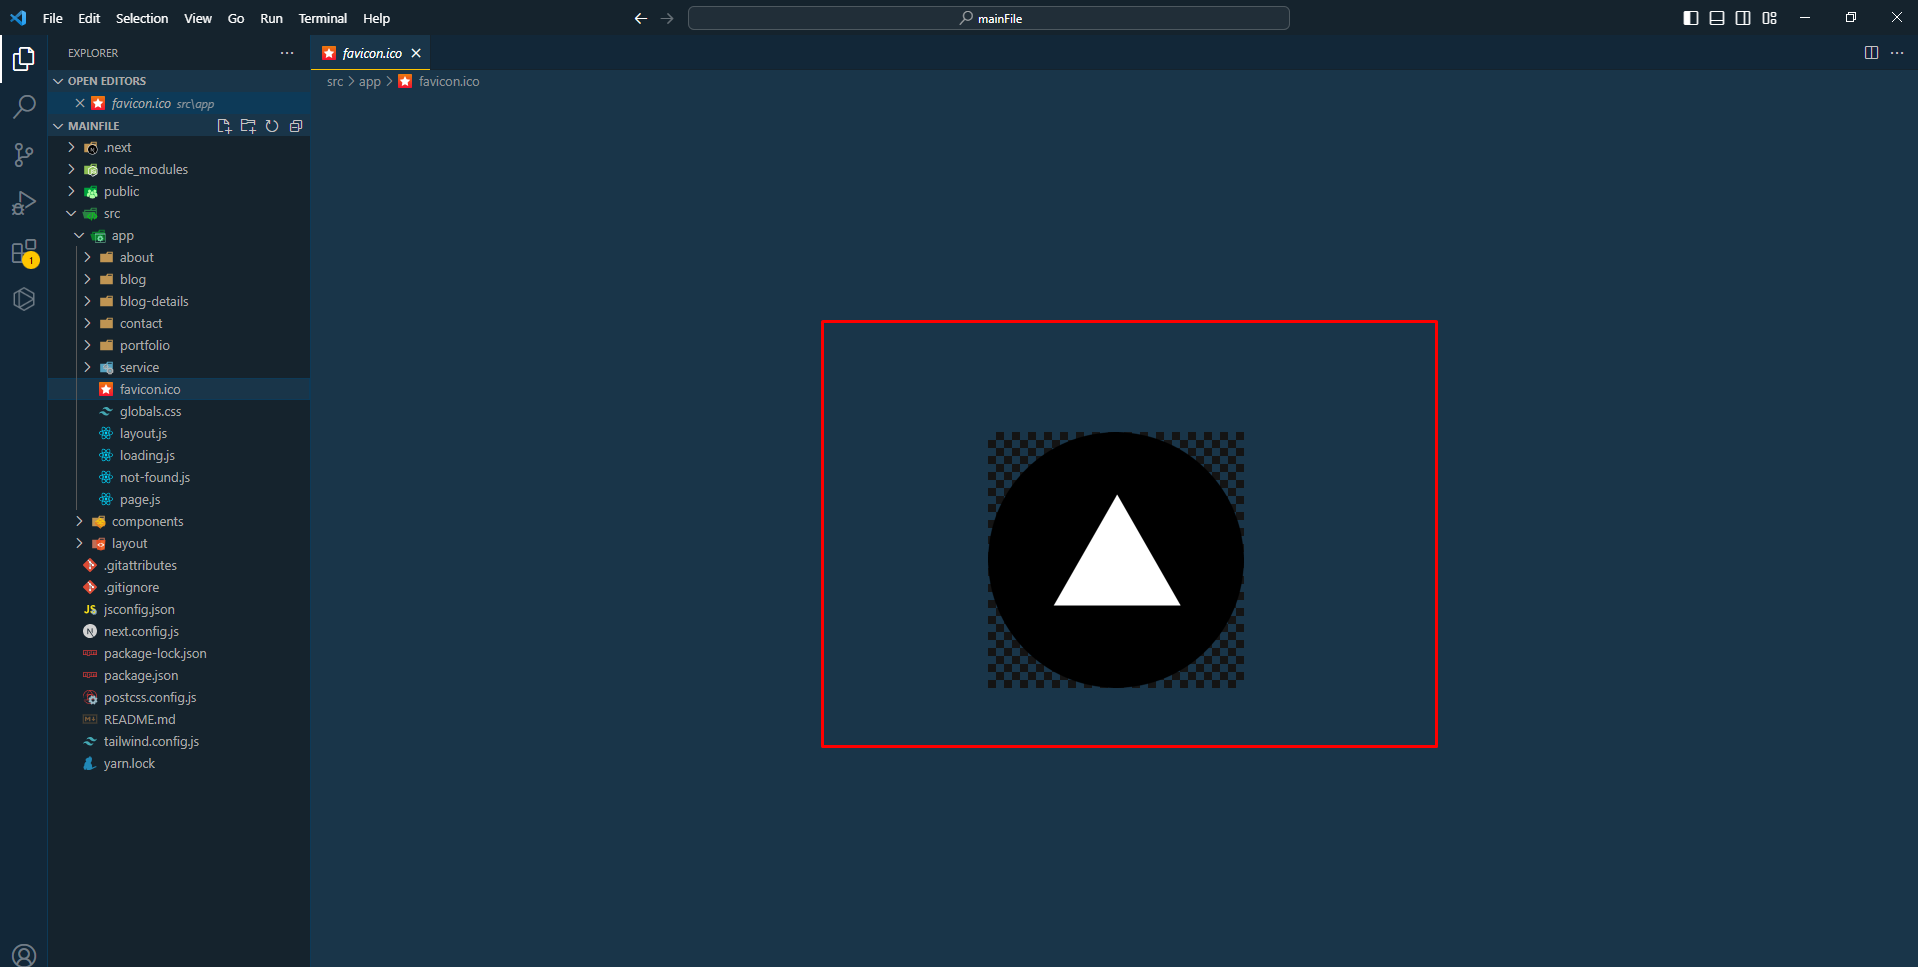 File Edit Selection View Go Run Terminal Help
mainFile
EXPLORER
favicon.ico
src > app > favicon.ico
OPEN EDITORS
favicon.ico src\app
MAINFILE
.next
node_modules
public
src
app
about
blog
blog-details
contact
portfolio
service
favicon.ico
globals.css
layout.js
loading.js
not-found.js
page.js
components
layout
.gitattributes
.gitignore
jsconfig.json
next.config.js
package-lock.json
package.json
postcss.config.js
README.md
tailwind.config.js
yarn.lock
1